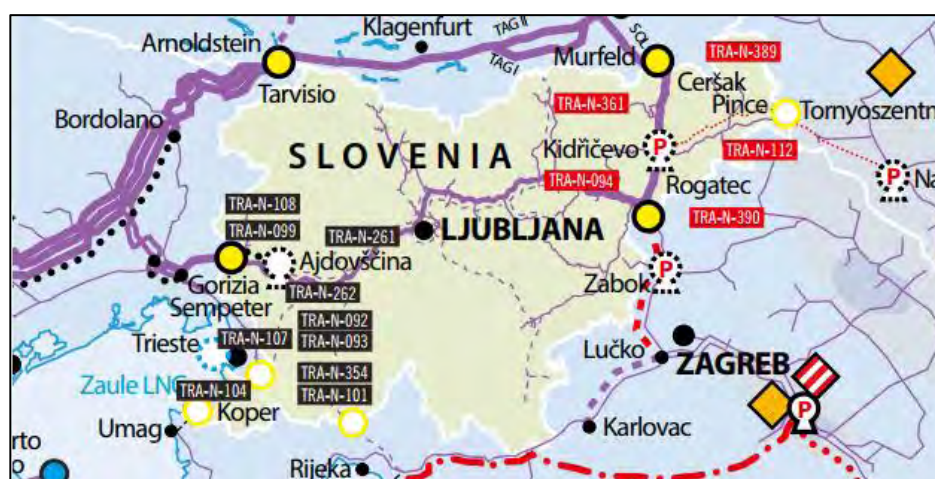 Klagenfurt
TAG II
SOL
Arnoldstein
Murfeld
TRA-N-389
TAG I
Ceršak
Tarvisio
TRA-N-361
Pince
Tornyoszentm
Bordolano
SLOVENIA
Kidričevo
TRA-N-112
P
P
TRA-N-094
Rogatec
Na
TRA-N-108
TRA-N-099
TRA-N-261
LJUBLJANA
TRA-N-390
Ajdovščina
P
Gorizia
TRA-N-262
Zabok
Sempeter
TRA-N-092
Trieste
TRA-N-107
TRA-N-093
Lučko
ZAGREB
Zaule LNG
TRA-N-354
TRA-N-104
TRA-N-101
Koper
P
Umag
Karlovac
rto
Rijeka